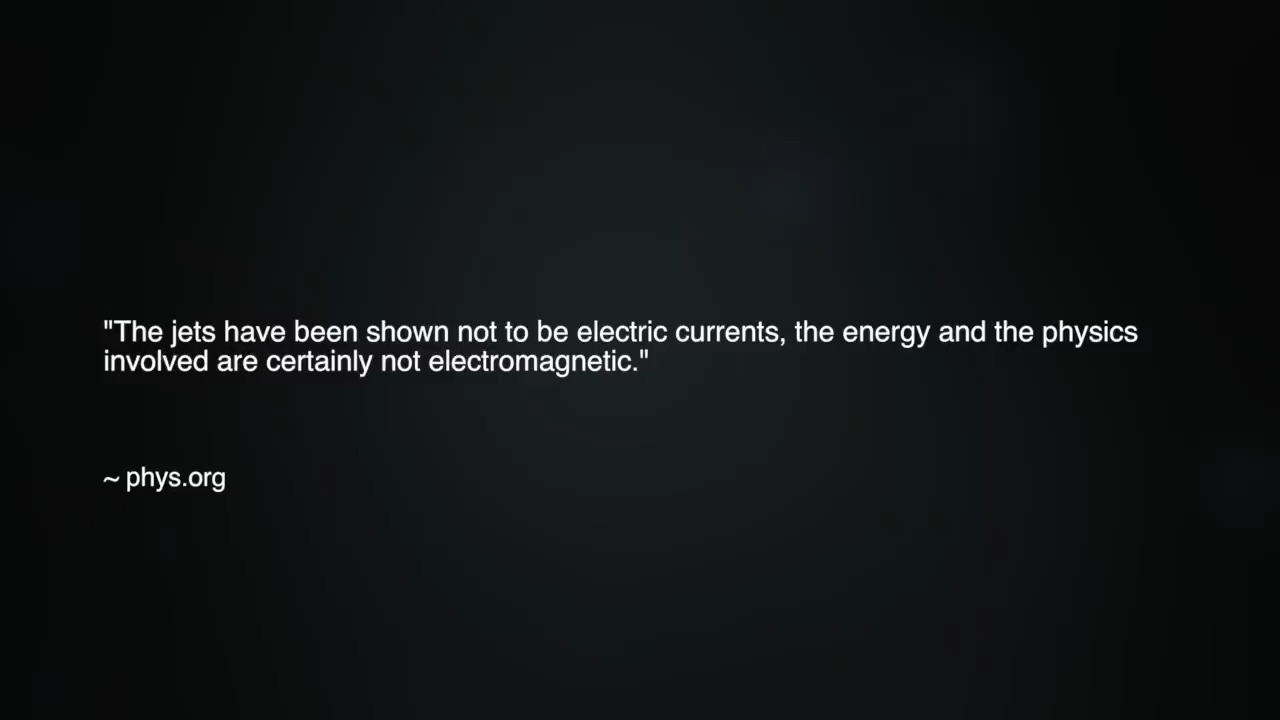 "The jets have been shown not to be electric currents, the energy and the physics
involved are certainly not electromagnetic."
~ phys.org